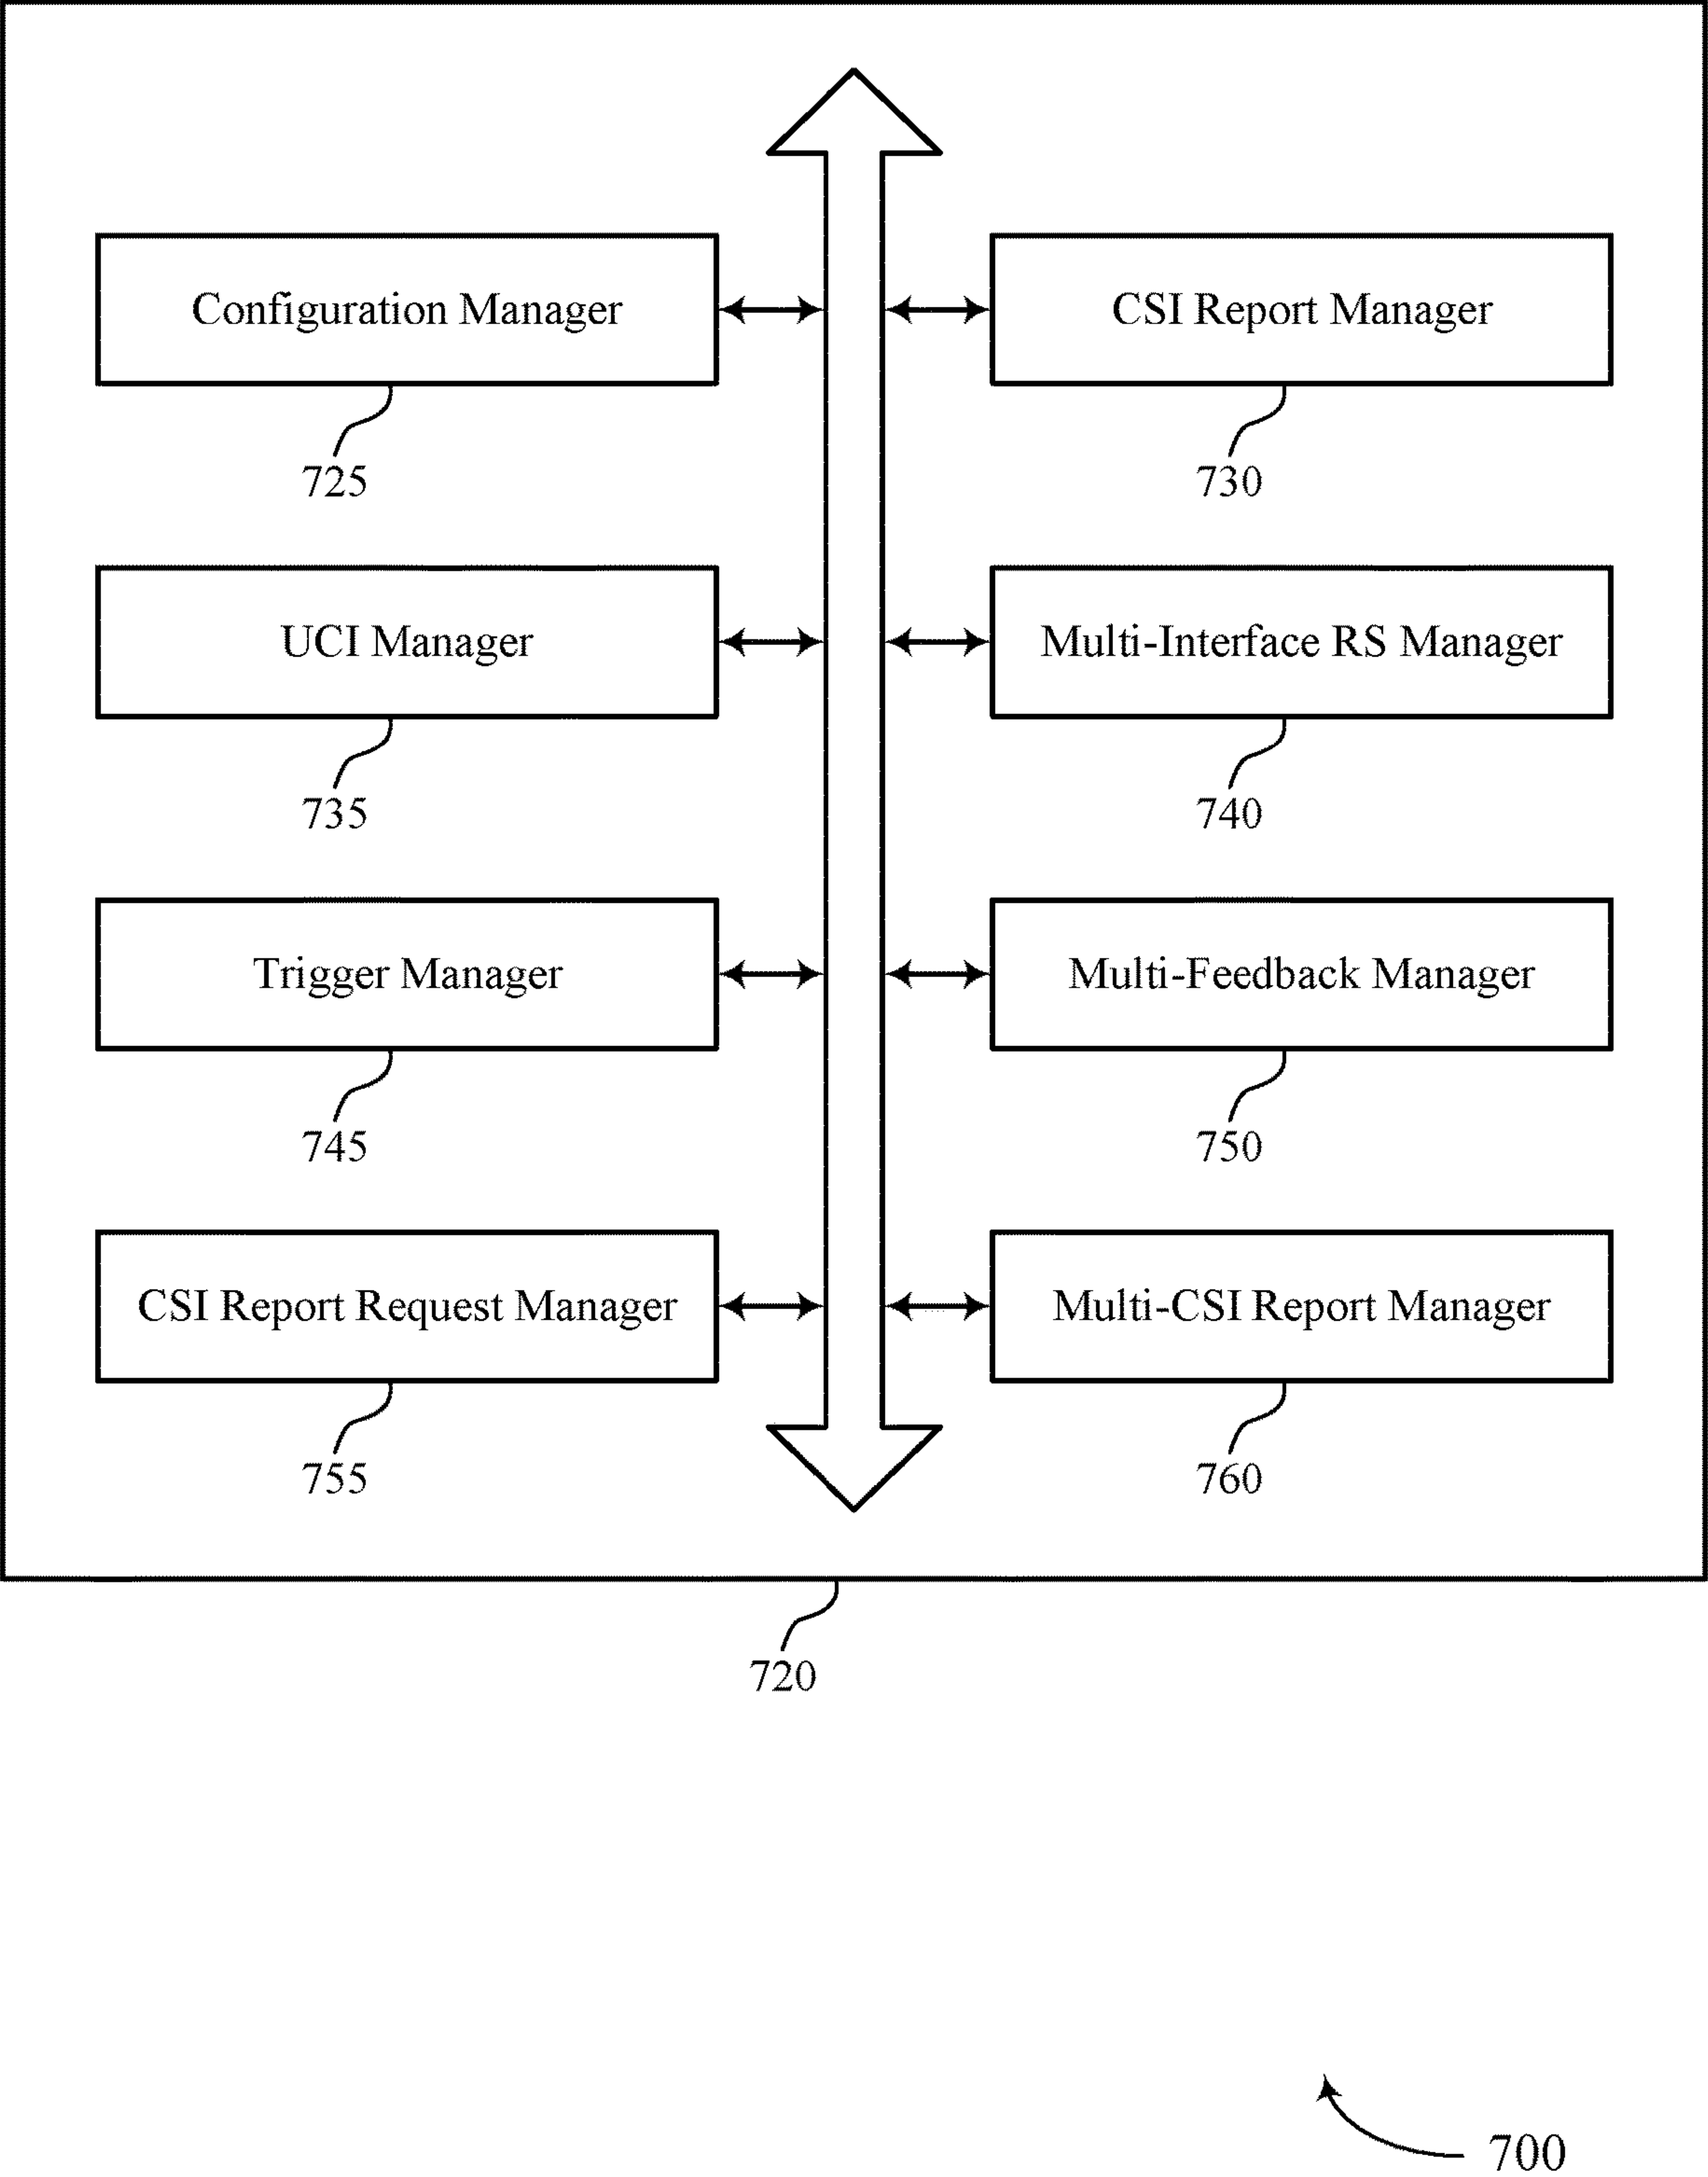 Configuration Manager
CSI Report Manager
725
730
UCI Manager
Multi-Interface RS Manager
735
740
Trigger Manager
Multi-Feedback Manager
745
750
CSI Report Request Manager
Multi-CSI Report Manager
755
760
720
700